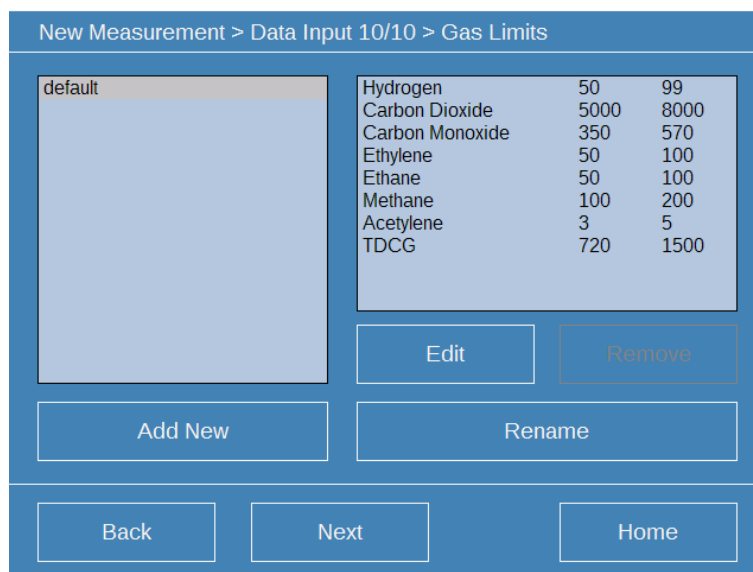 New Measurement > Data Input 10/10 > Gas Limits
default
Hydrogen 50 99
Carbon Dioxide 5000 8000
Carbon Monoxide 350 570
Ethylene 50 100
Ethane 50 100
Methane 100 200
Acetylene 3 5
TDCG 720 1500
Edit Remove
Add New Rename
Back Next Home